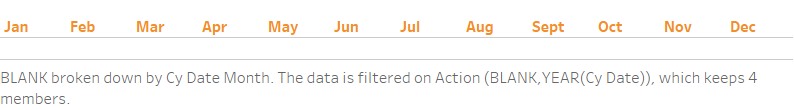 Jan Feb Mar Apr May Jun Jul Aug Sept Oct Nov Dec
BLANK broken down by Cy Date Month. The data is filtered on Action (BLANK,YEAR(Cy Date)), which keeps 4
members.